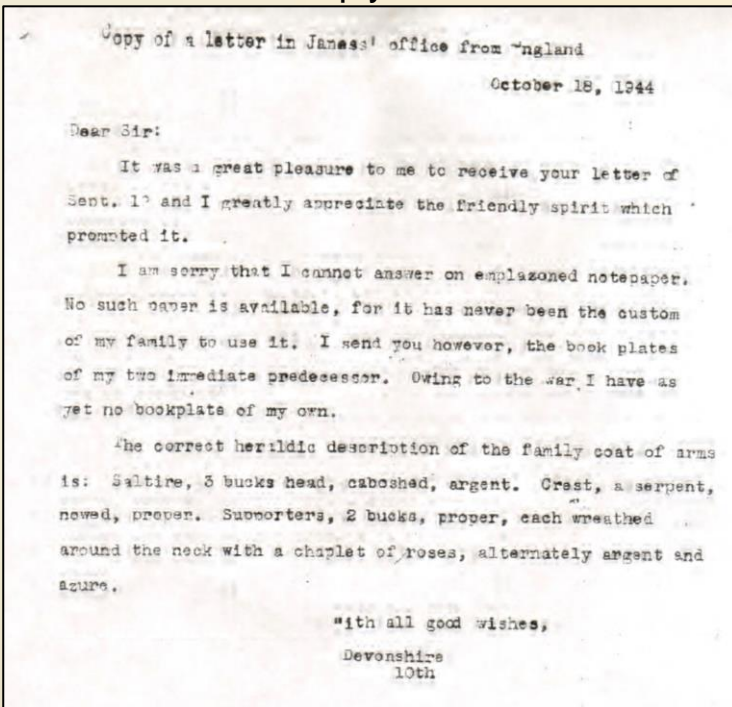 Copy of a letter in Janess' office from England
October 18, 1944
Dear Sir:
It was a great pleasure to me to receive your letter of
Sept. and I greatly appreciate the friendly spirit which
prompted it.
I am sorry that I cannot answer on emplazoned notepaper.
No such paper is available, for it has never been the custom
of my family to use it. I send you however, the book plates
of my two imediate predecessor. Owing to the war I have as
yet no bookplate of my own.
The correct herildic description of the family coat of arms
is: Saltire, 3 bucks head, caboshed, argent. Crest, a serpent,
nowed, proper. Supporters, 2 bucks, proper, each wreathed
around the neck with a chaplet of roses, alternately argent and
azure.
With all good wishes,
Devonshire
10th